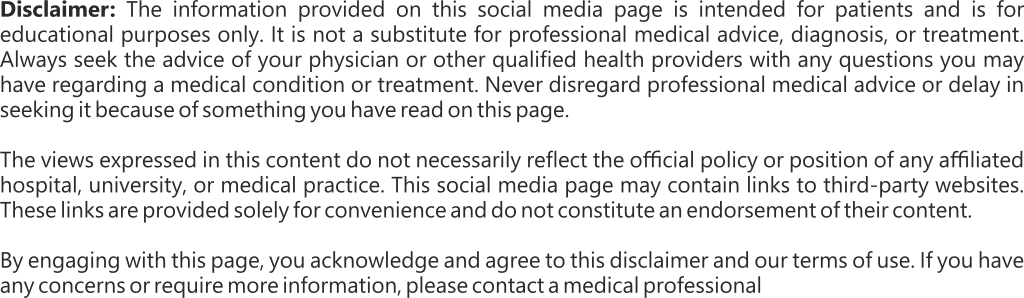 Disclaimer: The information provided on this social media page is intended for patients and is for
educational purposes only. It is not a substitute for professional medical advice, diagnosis, or treatment.
Always seek the advice of your physician or other qualified health providers with any questions you may
have regarding a medical condition or treatment. Never disregard professional medical advice or delay in
seeking it because of something you have read on this page.
The views expressed in this content do not necessarily reflect the official policy or position of any affiliated
hospital, university, or medical practice. This social media page may contain links to third-party websites.
These links are provided solely for convenience and do not constitute an endorsement of their content.
By engaging with this page, you acknowledge and agree to this disclaimer and our terms of use. If you have
any concerns or require more information, please contact a medical professional